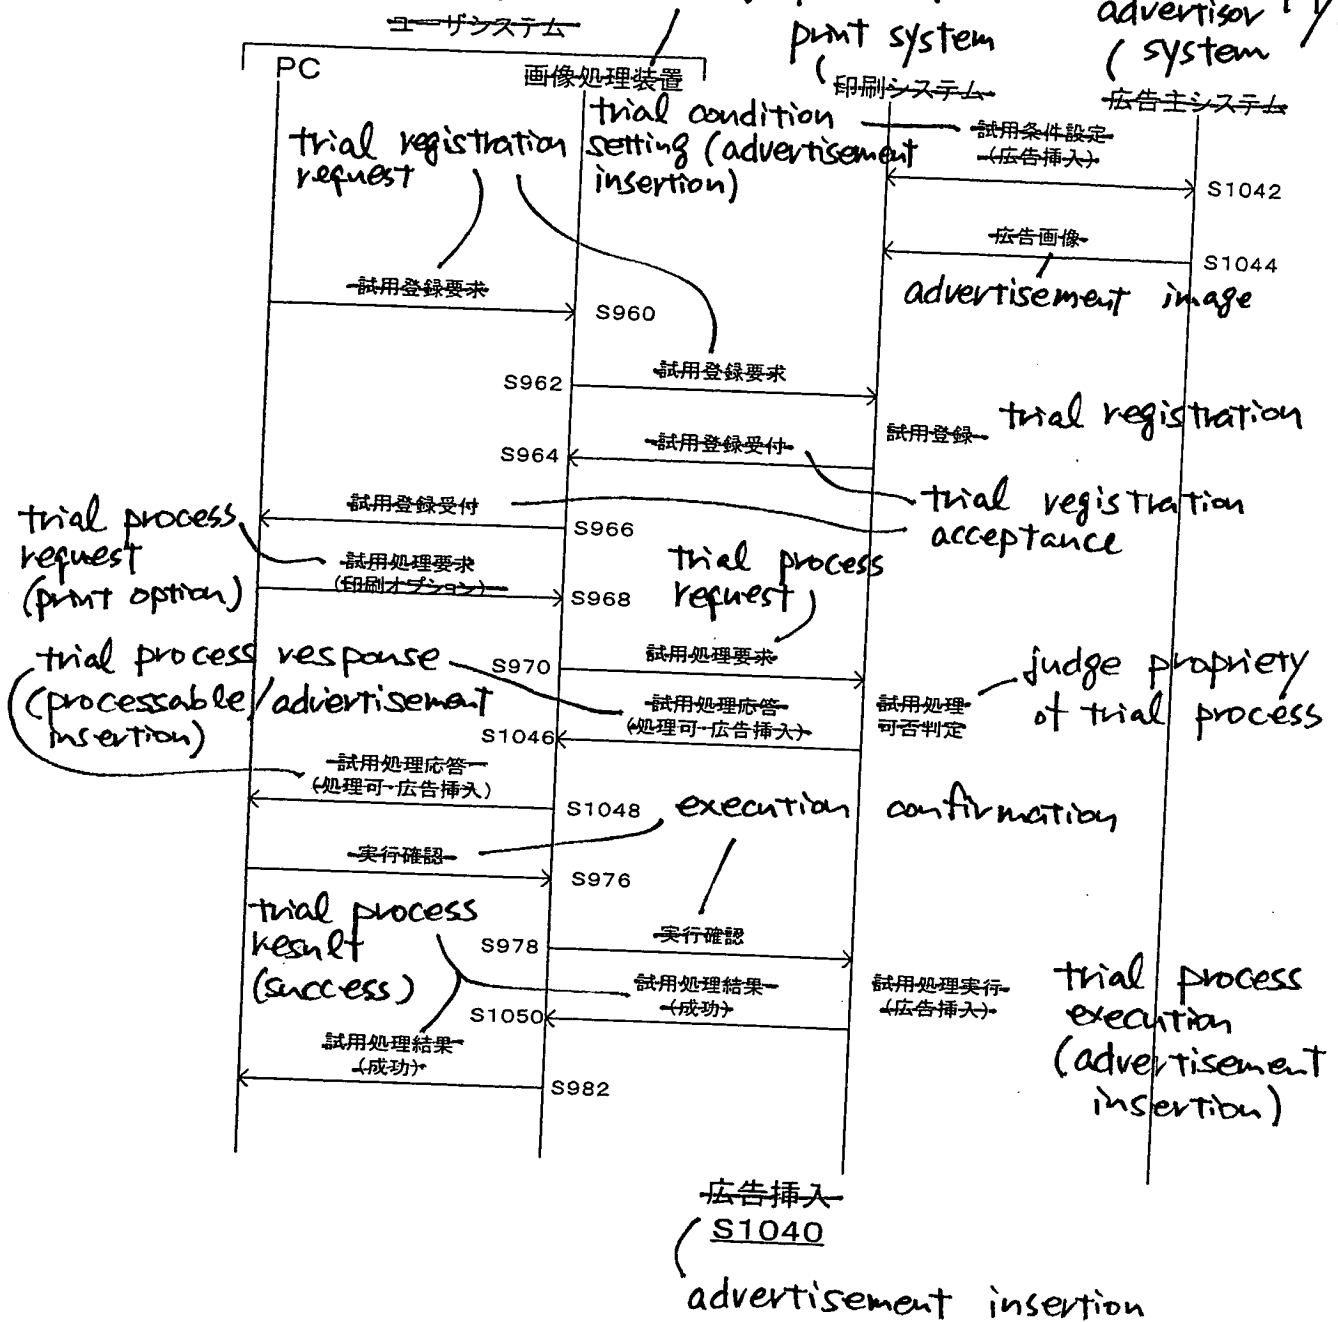 advertisor
print system
system
ユーザシステム
PC
画像処理装置
印刷システム
広告主システム
trial condition
setting (advertisement
insertion)
試用条件設定
(広告挿入)
trial registration
request
S1042
広告画像
S1044
advertisement image
試用登録要求
S960
試用登録要求
S962
試用登録
trial registration
試用登録受付
S964
試用登録受付
S966
trial registration
acceptance
trial process
request
(print option)
試用処理要求
(印刷オプション)
S968
trial process
request
試用処理要求
S970
trial process response
(processable/advertisement
insertion)
試用処理応答
(処理可・広告挿入)
S1046
試用処理
可否判定
judge propriety
of trial process
試用処理応答
(処理可・広告挿入)
S1048
execution confirmation
実行確認
S976
実行確認
S978
trial process
result
(success)
試用処理結果
(成功)
S1050
試用処理実行
(広告挿入)
trial process
execution
(advertisement
insertion)
試用処理結果
(成功)
S982
広告挿入
S1040
advertisement insertion